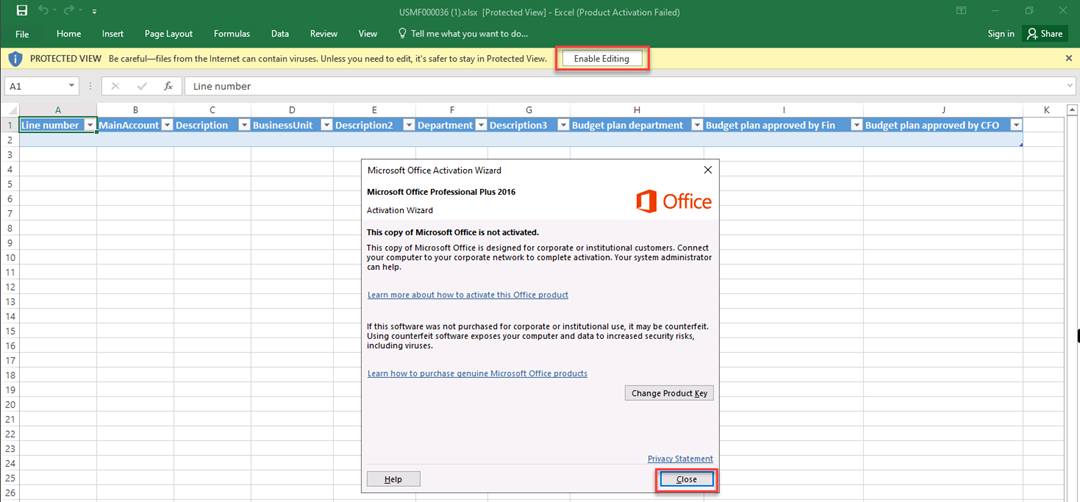 USMF000036 (1).xlsx [Protected View] - Excel (Product Activation Failed)
File Home Insert Page Layout Formulas Data Review View Tell me what you want to do... Sign in Share
PROTECTED VIEW Be careful—files from the Internet can contain viruses. Unless you need to edit, it's safer to stay in Protected View. Enable Editing
A1 fx Line number
A B C D E F G H I J K
1 Line number MainAccount Description BusinessUnit Description2 Department Description3 Budget plan department Budget plan approved by Fin Budget plan approved by CFO
2
3
4
5
6
7
8
9
10
11
12
13
14
15
16
17
18
19
20
21
22
23
24
25
26
Microsoft Office Activation Wizard
Microsoft Office Professional Plus 2016
Activation Wizard
Office
This copy of Microsoft Office is not activated.
This copy of Microsoft Office is designed for corporate or institutional customers. Connect
your computer to your corporate network to complete activation. Your system administrator
can help.
Learn more about how to activate this Office product
If this software was not purchased for corporate or institutional use, it may be counterfeit.
Using counterfeit software exposes your computer and data to increased security risks,
including viruses.
Learn how to purchase genuine Microsoft Office products
Change Product Key
Privacy Statement
Help Close